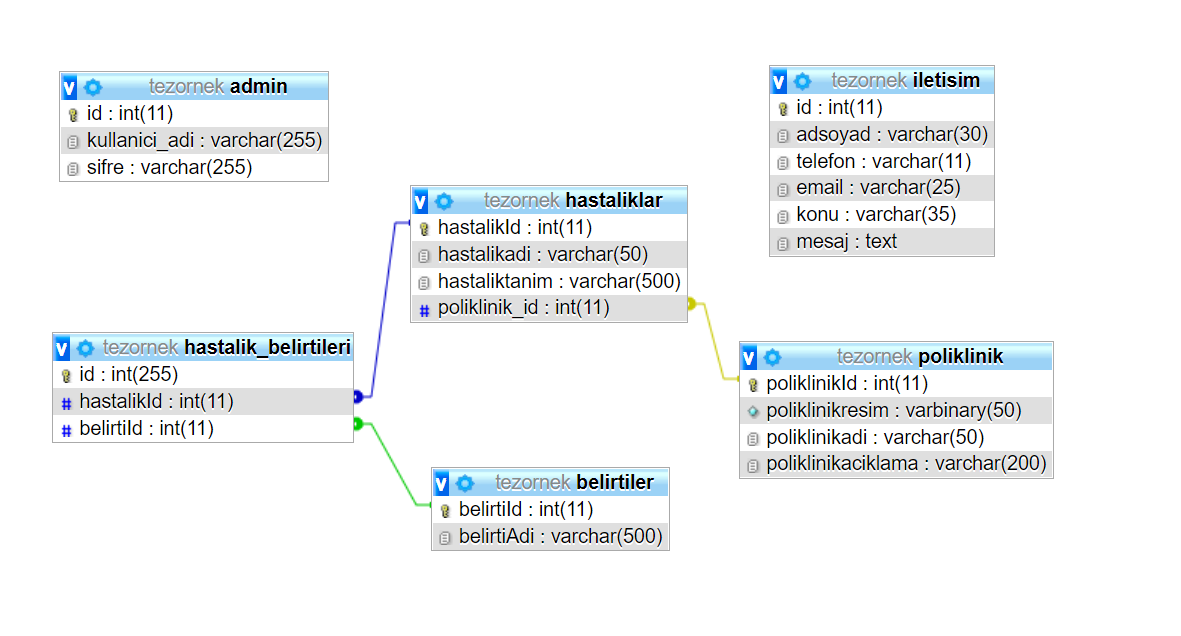 v tezornek admin
id : int(11)
kullanici_adi : varchar(255)
sifre : varchar(255)
v tezornek iletisim
id : int(11)
adsoyad : varchar(30)
telefon : varchar(11)
email : varchar(25)
konu : varchar(35)
mesaj : text
v tezornek hastaliklar
hastalikId : int(11)
hastalikadi : varchar(50)
hastaliktanim : varchar(500)
# poliklinik_id : int(11)
v tezornek hastalik_belirtileri
id : int(255)
# hastalikId : int(11)
# belirtiId : int(11)
v tezornek poliklinik
poliklinikId : int(11)
poliklinikresim : varbinary(50)
poliklinikadi : varchar(50)
poliklinikaciklama : varchar(200)
v tezornek belirtiler
belirtiId : int(11)
belirtiAdi : varchar(500)